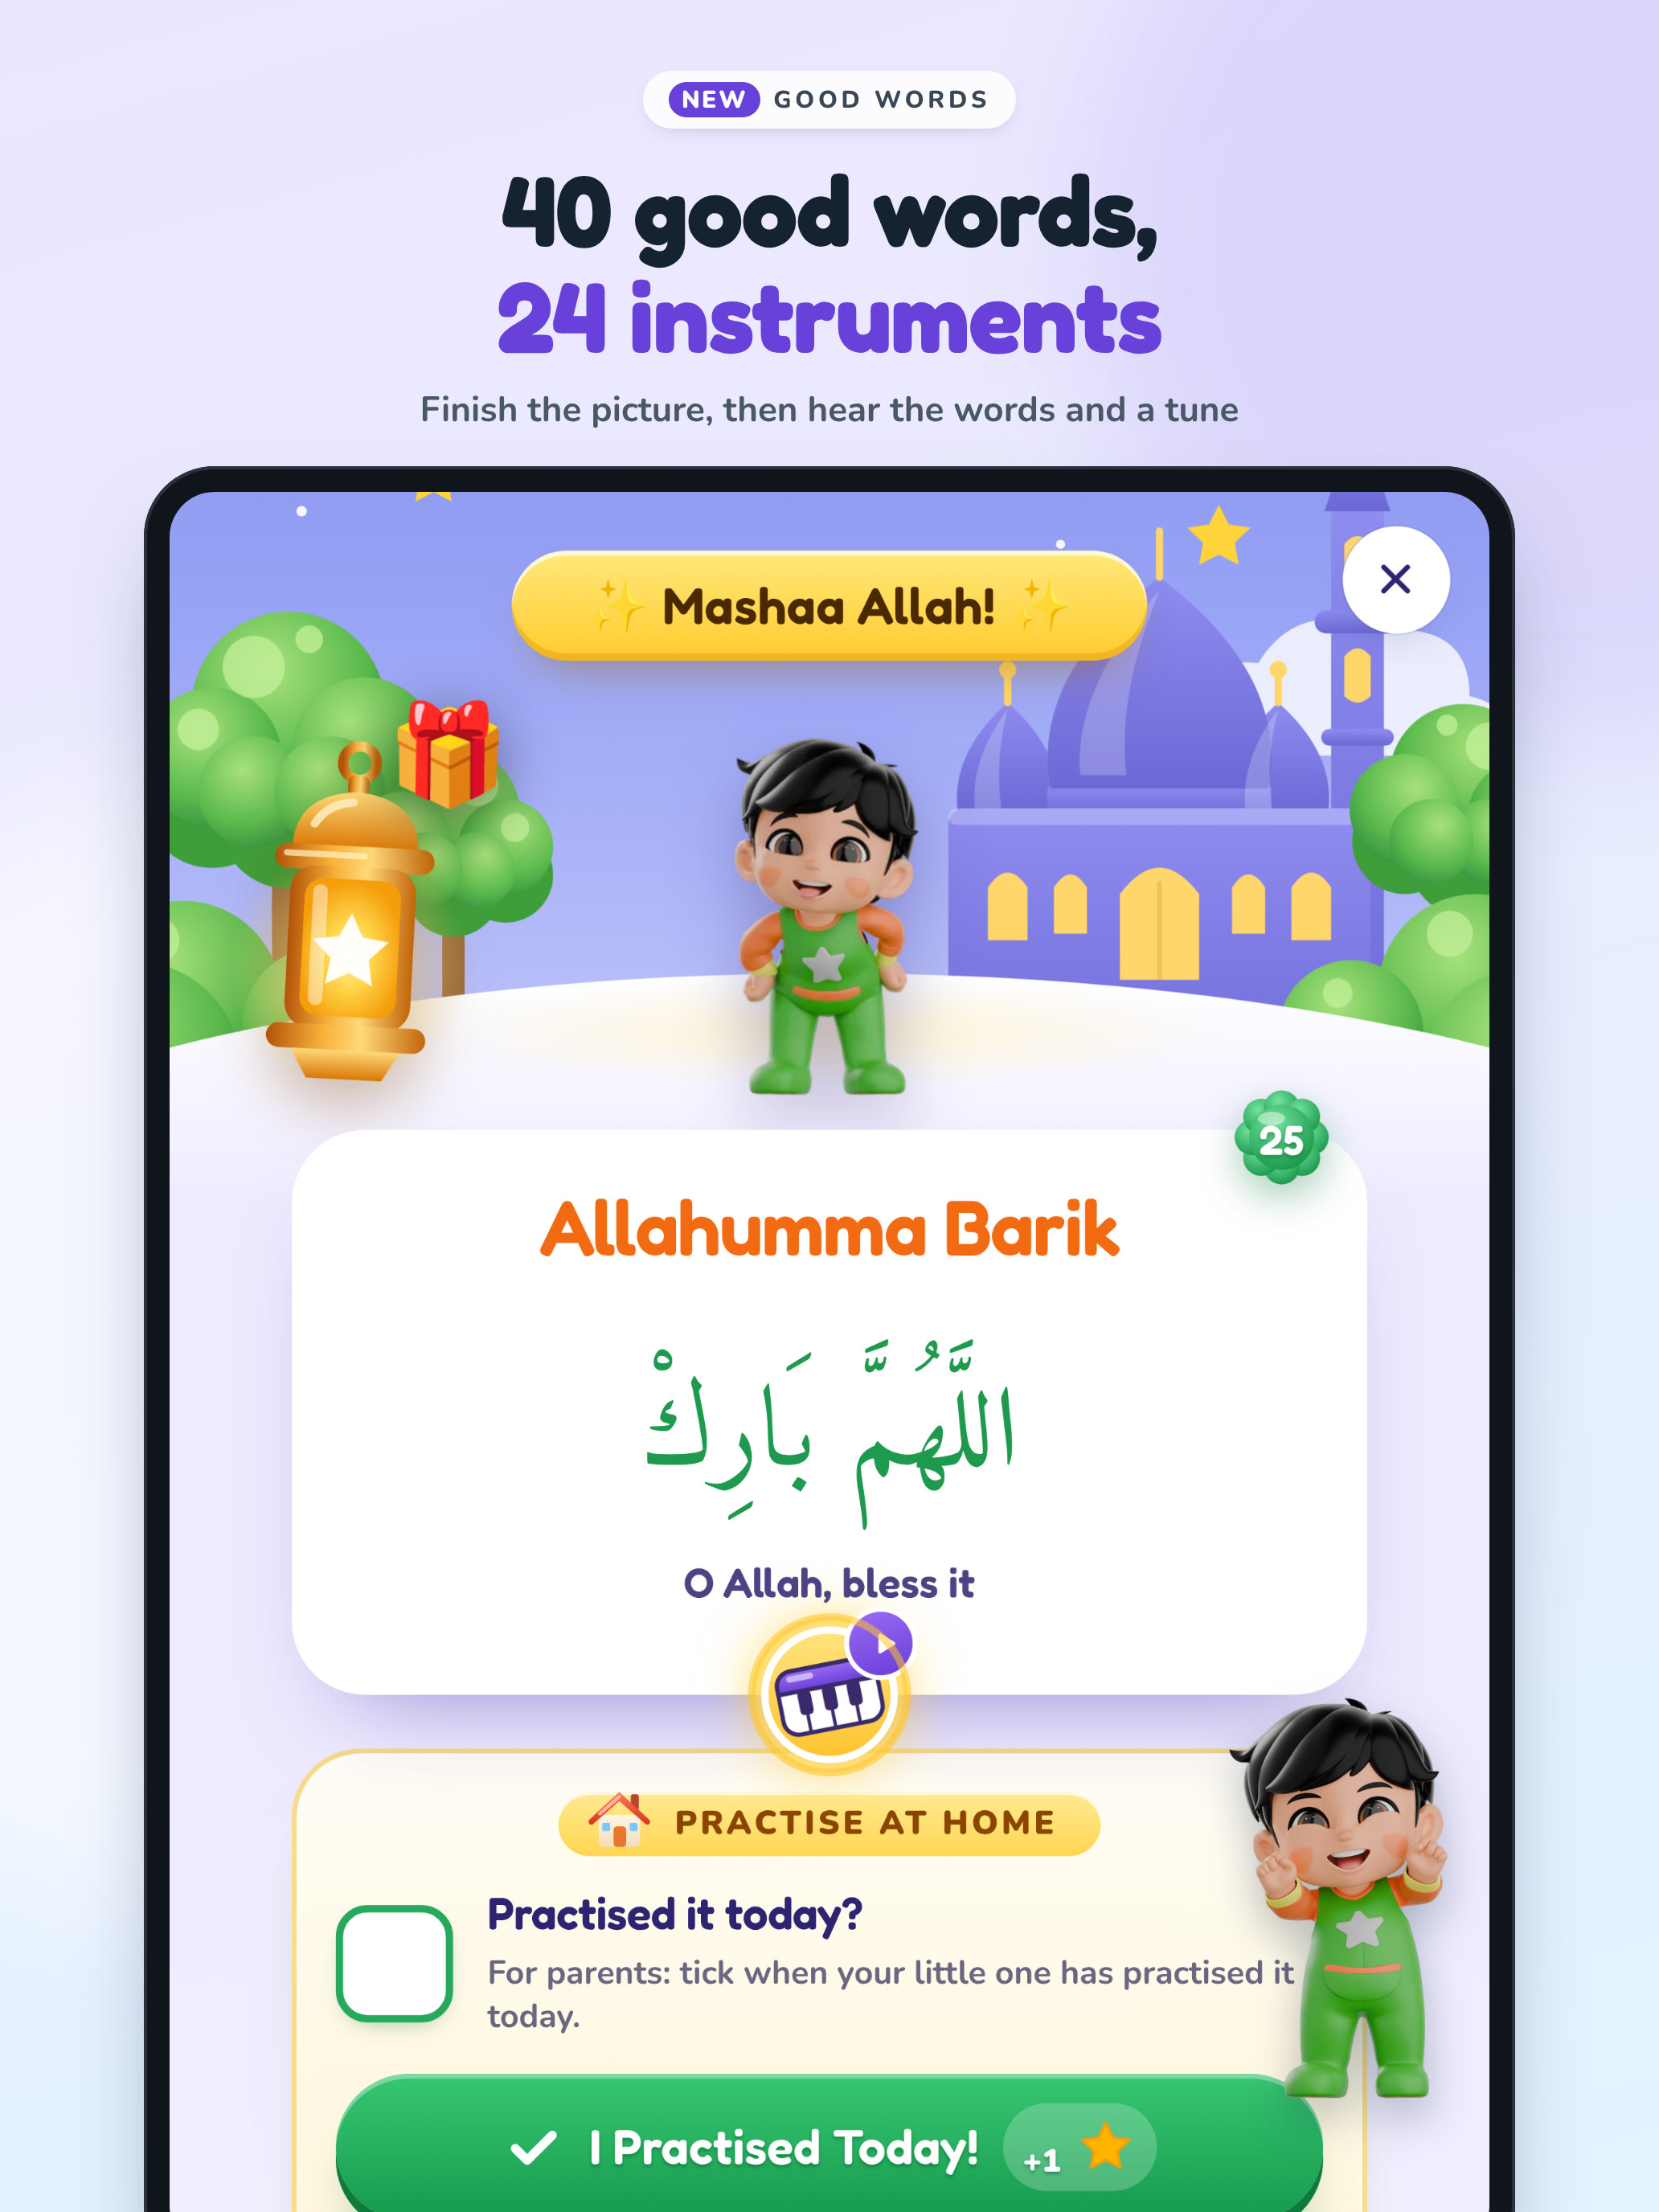 NEW GOOD WORDS
40 good words,
24 instruments
Finish the picture, then hear the words and a tune
✨ Mashaa Allah! ✨
25
Allahumma Barik
اللَّهُمَّ بَارِكْ
O Allah, bless it
PRACTISE AT HOME
Practised it today?
For parents: tick when your little one has practised it
today.
I Practised Today! +1